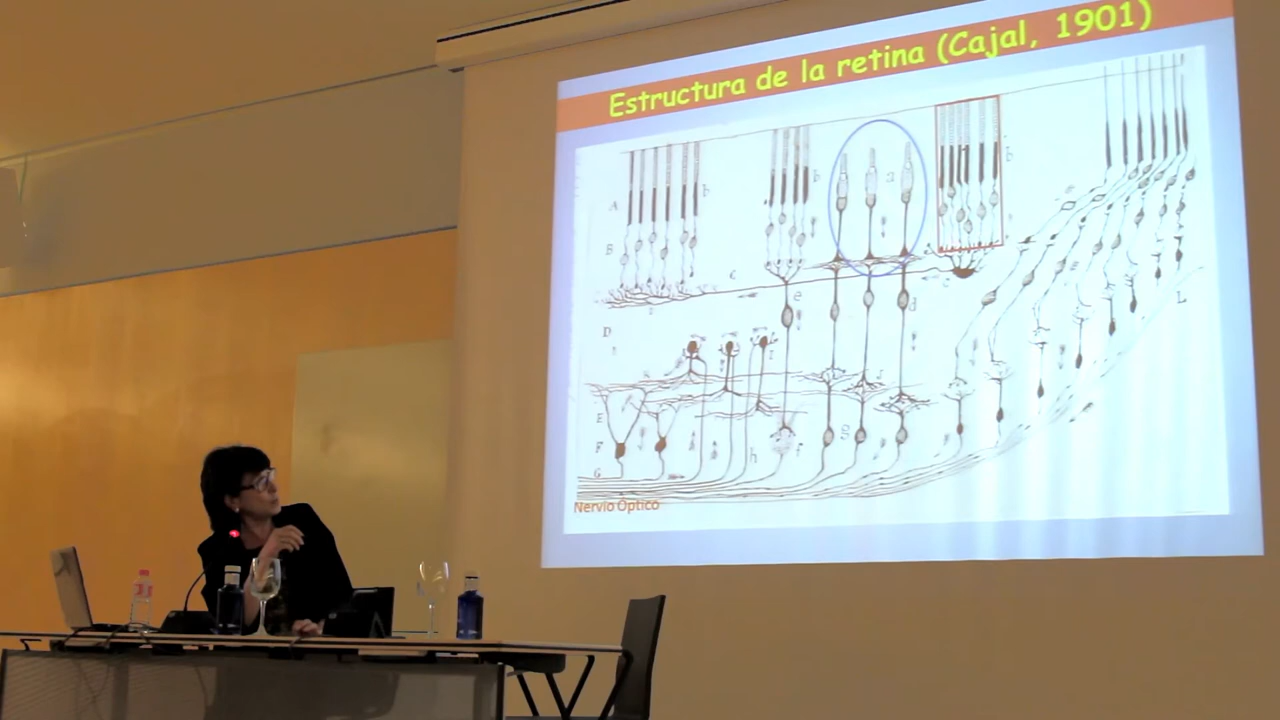 Estructura de la retina (Cajal, 1901)
b
b
a
b
A
B
c
e
d
D
L
E
F
g
h
f
G
Nervio Óptico